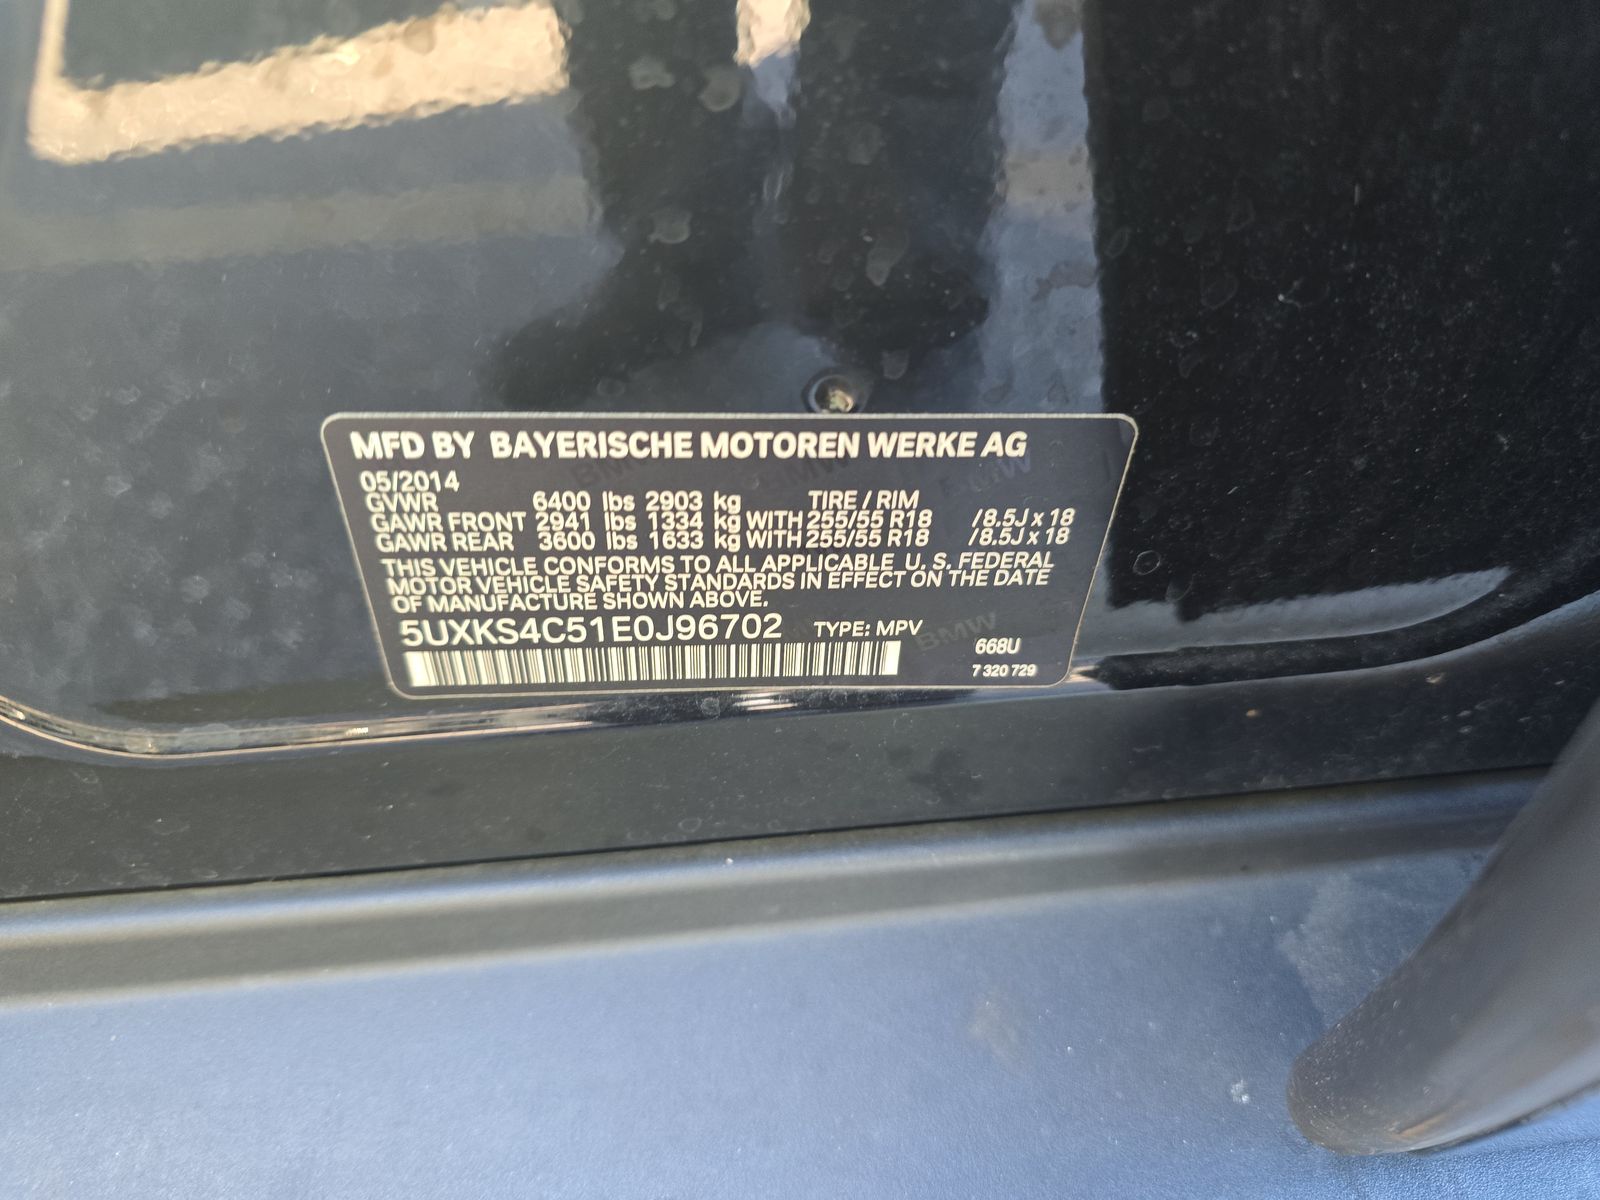 MFD BY BAYERISCHE MOTOREN WERKE AG
05/2014
GVWR 6400 lbs 2903 kg TIRE / RIM
GAWR FRONT 2941 lbs 1334 kg WITH 255/55 R18 /8.5J x 18
GAWR REAR 3600 lbs 1633 kg WITH 255/55 R18 /8.5J x 18
THIS VEHICLE CONFORMS TO ALL APPLICABLE U. S. FEDERAL
MOTOR VEHICLE SAFETY STANDARDS IN EFFECT ON THE DATE
OF MANUFACTURE SHOWN ABOVE.
5UXKS4C51E0J96702 TYPE: MPV
668U
7 320 729